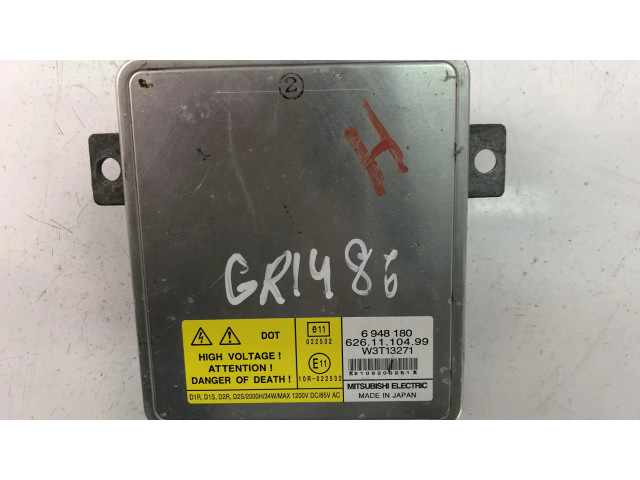 2
H
GR1486
DOT
HIGH VOLTAGE !
ATTENTION !
DANGER OF DEATH !
e11
022532
E11
10R-022532
6 948 180
626.11.104.99
W3T13271
MITSUBISHI ELECTRIC
MADE IN JAPAN
D1R, D1S, D2R, D2S/2000H/34W/MAX 1200V DC/85V AC